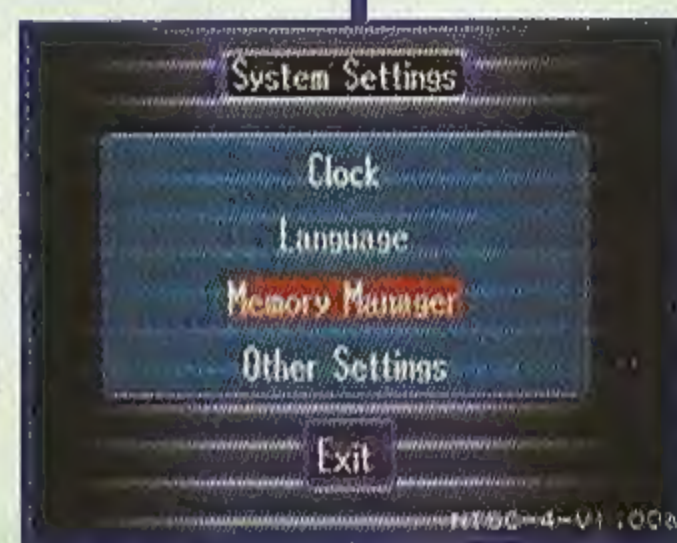 System Settings
Clock
Language
Memory Manager
Other Settings
Exit